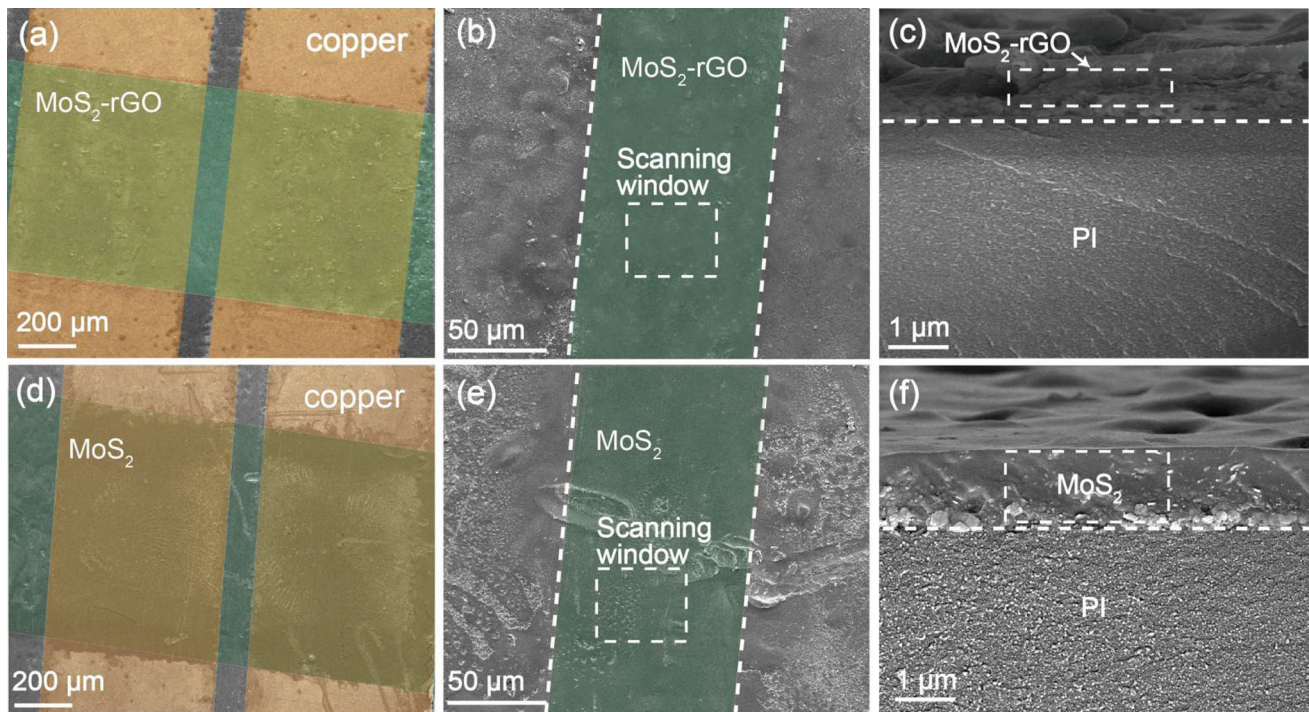 (a)
copper
MoS₂-rGO
200 µm
(b)
MoS₂-rGO
Scanning
window
50 µm
(c)
MoS₂-rGO
PI
1 µm
(d)
copper
MoS₂
200 µm
(e)
MoS₂
Scanning
window
50 µm
(f)
MoS₂
PI
1 µm